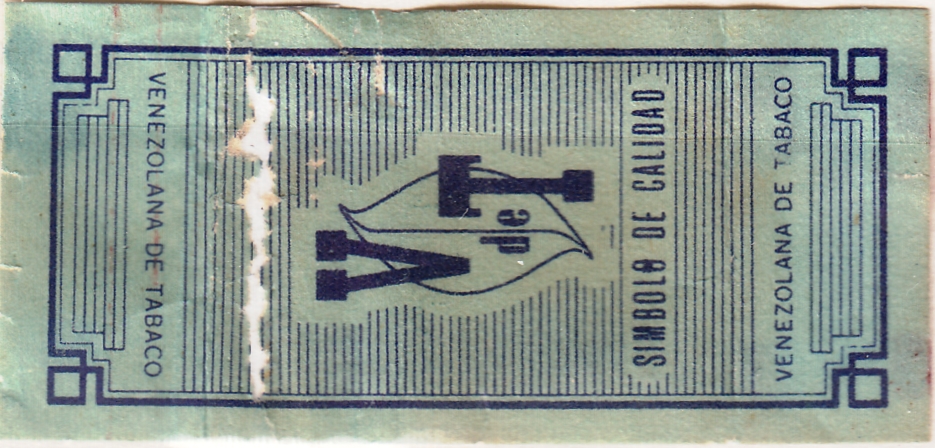 VENEZOLANA DE TABACO
V de T
SIMBOLO DE CALIDAD
VENEZOLANA DE TABACO